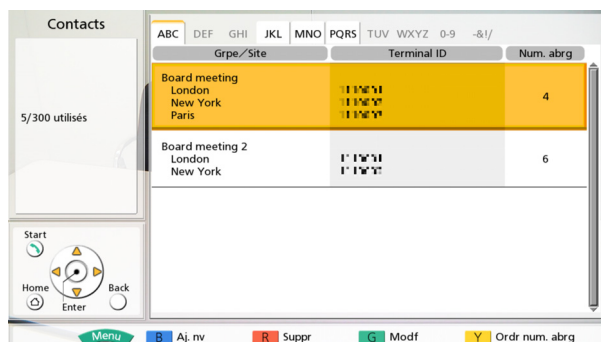 Contacts
ABC DEF GHI JKL MNO PQRS TUV WXYZ 0-9 -&!/
Grpe/Site Terminal ID Num. abrg
5/300 utilisés
Board meeting
London
New York
Paris
4
Board meeting 2
London
New York
6
Start
Home
Back
Enter
Menu B Aj. nv R Suppr G Modf Y Ordr num. abrg